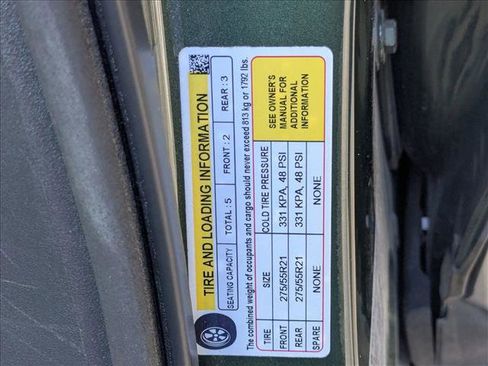 TIRE AND LOADING INFORMATION
SEATING CAPACITY TOTAL : 5 FRONT : 2 REAR : 3
The combined weight of occupants and cargo should never exceed 813 kg or 1792 lbs.
TIRE SIZE COLD TIRE PRESSURE
FRONT 275/55R21 331 KPA, 48 PSI
REAR 275/55R21 331 KPA, 48 PSI
SPARE NONE NONE
SEE OWNER'S
MANUAL FOR
ADDITIONAL
INFORMATION